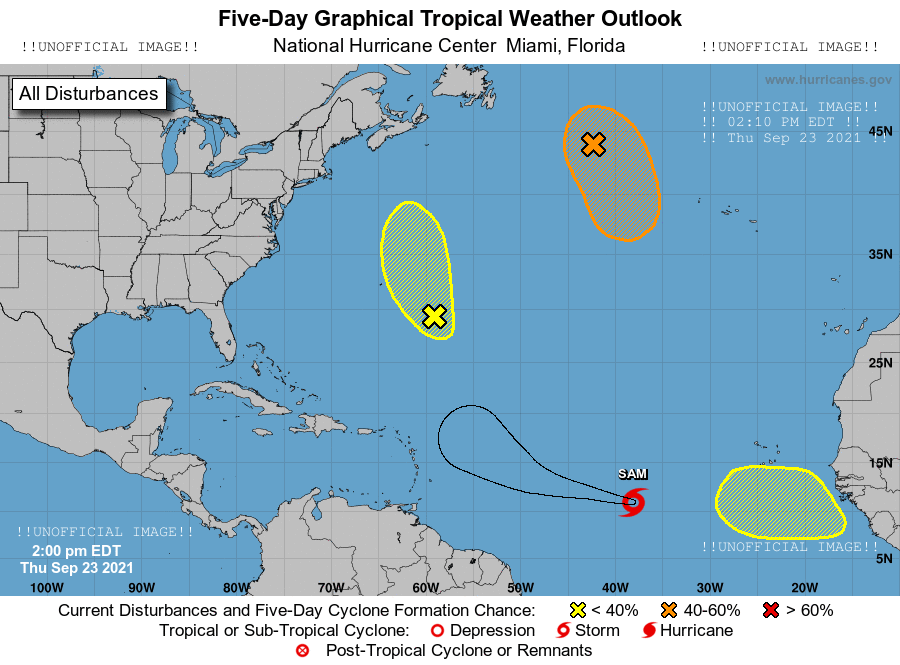 Five-Day Graphical Tropical Weather Outlook
!!UNOFFICIAL IMAGE!! National Hurricane Center Miami, Florida !!UNOFFICIAL IMAGE!!
All Disturbances
www.hurricanes.gov
!!UNOFFICIAL IMAGE!!
!! 02:10 PM EDT !!
!! Thu Sep 23 2021 !!
45N
35N
25N
15N
SAM
!!UNOFFICIAL IMAGE!!
!!UNOFFICIAL IMAGE!!
2:00 pm EDT
5N
Thu Sep 23 2021
100W 90W 80W 70W 60W 50W 40W 30W 20W
Current Disturbances and Five-Day Cyclone Formation Chance: < 40% 40-60% > 60%
Tropical or Sub-Tropical Cyclone: Depression Storm Hurricane
Post-Tropical Cyclone or Remnants